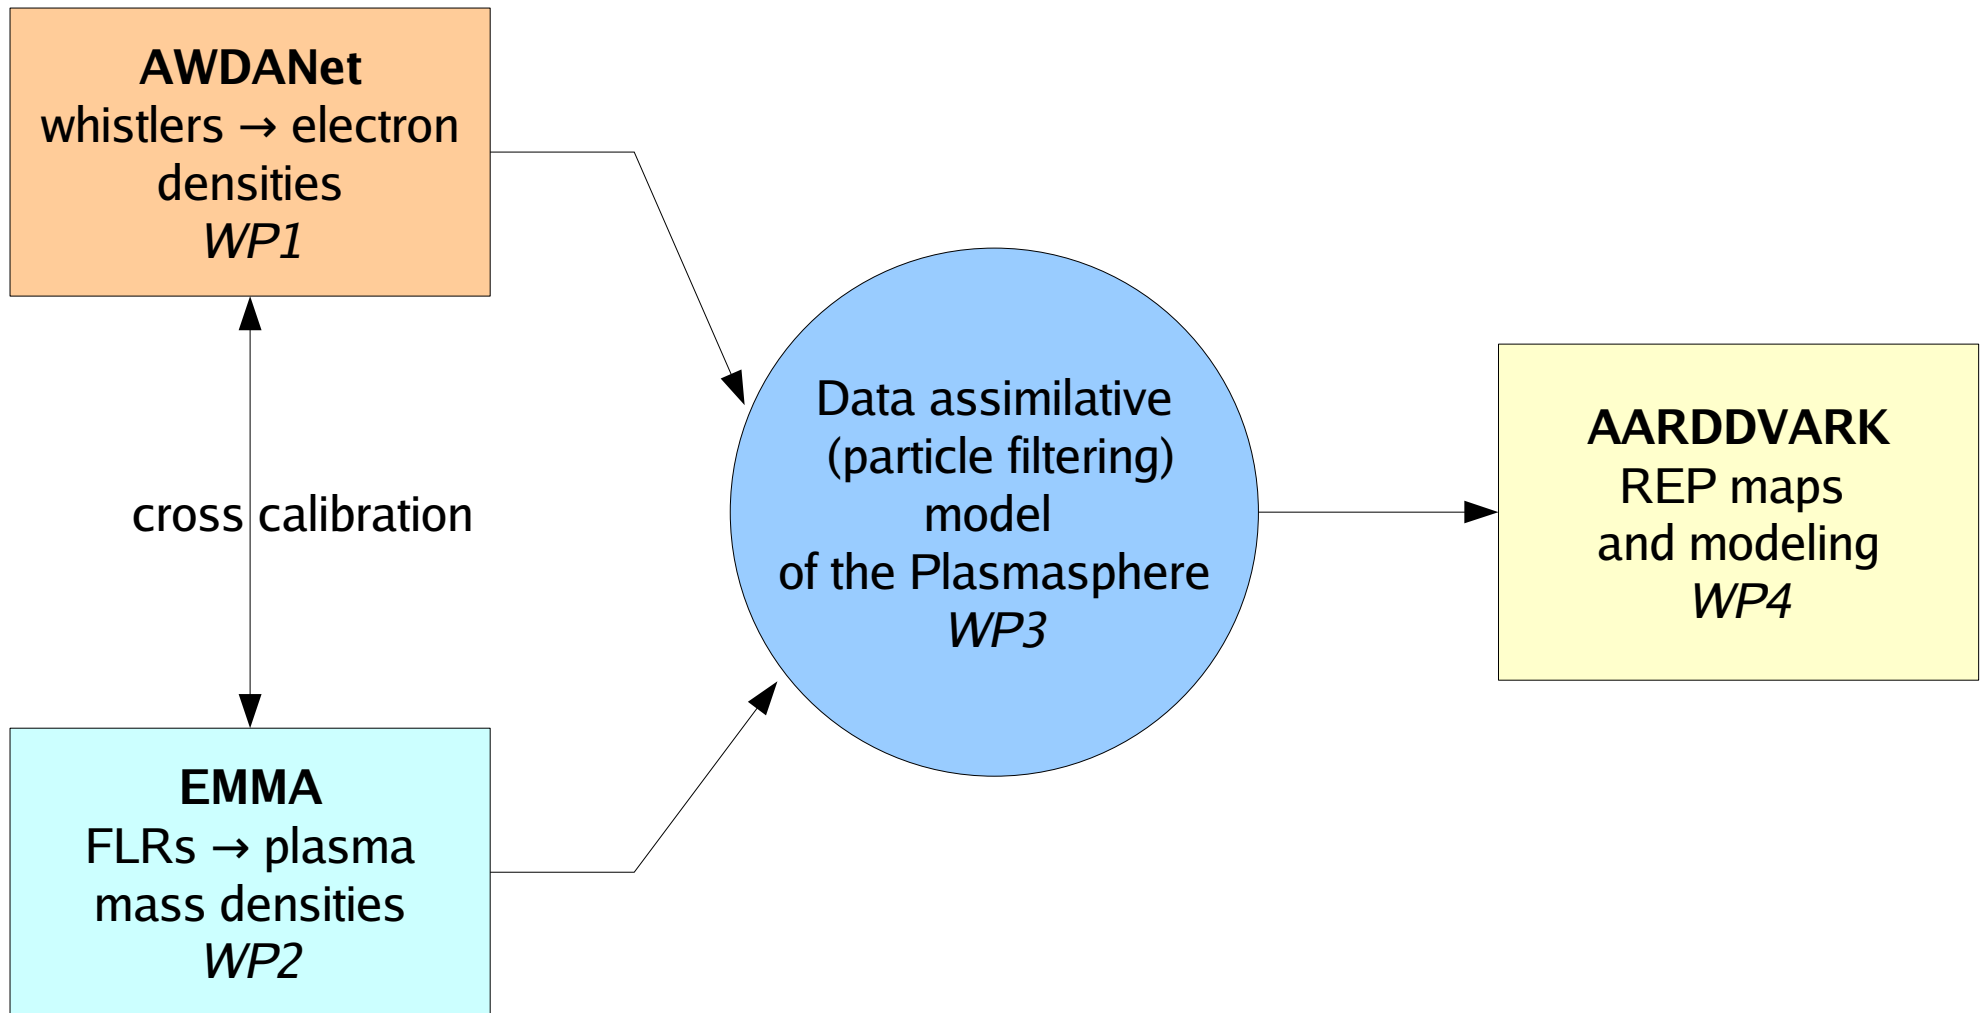 AWDANet
whistlers → electron
densities
WP1
cross calibration
EMMA
FLRs → plasma
mass densities
WP2
Data assimilative
(particle filtering)
model
of the Plasmasphere
WP3
AARDDVARK
REP maps
and modeling
WP4